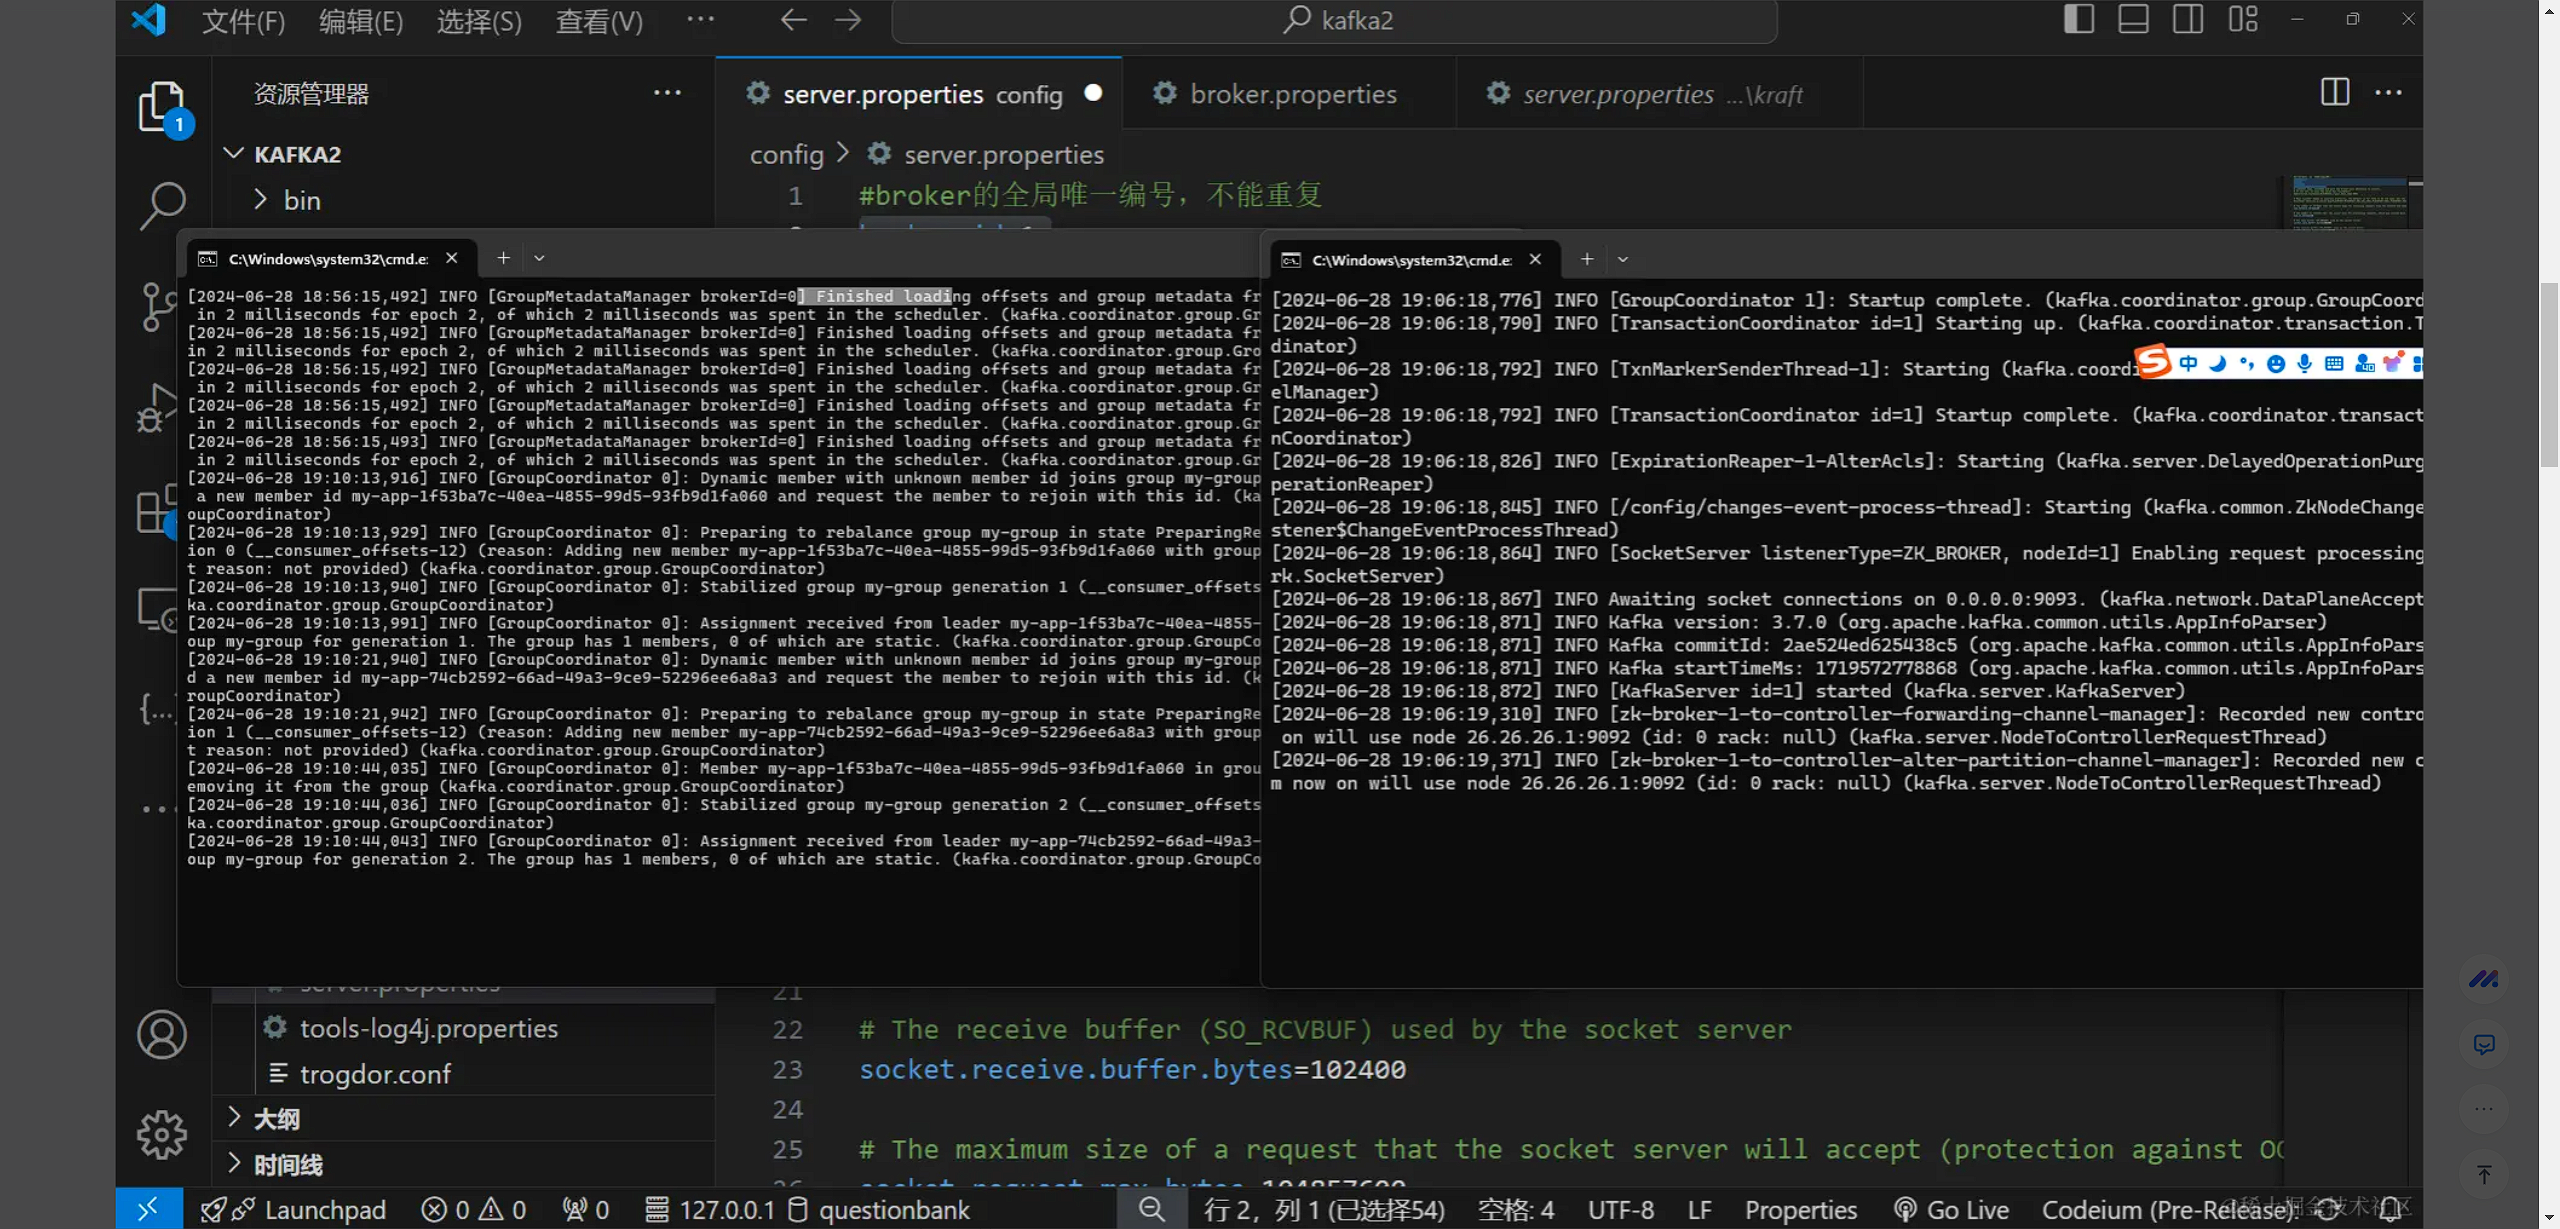 文件(F) 编辑(E) 选择(S) 查看(V) ··· kafka2
资源管理器 ···
server.properties config
broker.properties
server.properties ...\kraft
1
KAFKA2
config > server.properties
bin
1 #broker的全局唯一编号，不能重复
C:\Windows\system32\cmd.e:
[2024-06-28 18:56:15,492] INFO [GroupMetadataManager brokerId=0] Finished loading offsets and group metadata fr
in 2 milliseconds for epoch 2, of which 2 milliseconds was spent in the scheduler. (kafka.coordinator.group.Gr
[2024-06-28 18:56:15,492] INFO [GroupMetadataManager brokerId=0] Finished loading offsets and group metadata fr
in 2 milliseconds for epoch 2, of which 2 milliseconds was spent in the scheduler. (kafka.coordinator.group.Gro
[2024-06-28 18:56:15,492] INFO [GroupMetadataManager brokerId=0] Finished loading offsets and group metadata fr
in 2 milliseconds for epoch 2, of which 2 milliseconds was spent in the scheduler. (kafka.coordinator.group.Gr
[2024-06-28 18:56:15,492] INFO [GroupMetadataManager brokerId=0] Finished loading offsets and group metadata fr
in 2 milliseconds for epoch 2, of which 2 milliseconds was spent in the scheduler. (kafka.coordinator.group.Gr
[2024-06-28 18:56:15,493] INFO [GroupMetadataManager brokerId=0] Finished loading offsets and group metadata fr
in 2 milliseconds for epoch 2, of which 2 milliseconds was spent in the scheduler. (kafka.coordinator.group.Gr
[2024-06-28 19:10:13,916] INFO [GroupCoordinator 0]: Dynamic member with unknown member id joins group my-group
a new member id my-app-1f53ba7c-40ea-4855-99d5-93fb9d1fa060 and request the member to rejoin with this id. (ka
oupCoordinator)
[2024-06-28 19:10:13,929] INFO [GroupCoordinator 0]: Preparing to rebalance group my-group in state PreparingRe
ion 0 (__consumer_offsets-12) (reason: Adding new member my-app-1f53ba7c-40ea-4855-99d5-93fb9d1fa060 with group
t reason: not provided) (kafka.coordinator.group.GroupCoordinator)
[2024-06-28 19:10:13,940] INFO [GroupCoordinator 0]: Stabilized group my-group generation 1 (__consumer_offsets
ka.coordinator.group.GroupCoordinator)
[2024-06-28 19:10:13,991] INFO [GroupCoordinator 0]: Assignment received from leader my-app-1f53ba7c-40ea-4855-
oup my-group for generation 1. The group has 1 members, 0 of which are static. (kafka.coordinator.group.GroupCo
[2024-06-28 19:10:21,940] INFO [GroupCoordinator 0]: Dynamic member with unknown member id joins group my-group
d a new member id my-app-74cb2592-66ad-49a3-9ce9-52296ee6a8a3 and request the member to rejoin with this id. (k
roupCoordinator)
[2024-06-28 19:10:21,942] INFO [GroupCoordinator 0]: Preparing to rebalance group my-group in state PreparingRe
ion 1 (__consumer_offsets-12) (reason: Adding new member my-app-74cb2592-66ad-49a3-9ce9-52296ee6a8a3 with group
t reason: not provided) (kafka.coordinator.group.GroupCoordinator)
[2024-06-28 19:10:44,035] INFO [GroupCoordinator 0]: Member my-app-1f53ba7c-40ea-4855-99d5-93fb9d1fa060 in grou
emoving it from the group (kafka.coordinator.group.GroupCoordinator)
[2024-06-28 19:10:44,036] INFO [GroupCoordinator 0]: Stabilized group my-group generation 2 (__consumer_offsets
ka.coordinator.group.GroupCoordinator)
[2024-06-28 19:10:44,043] INFO [GroupCoordinator 0]: Assignment received from leader my-app-74cb2592-66ad-49a3-
oup my-group for generation 2. The group has 1 members, 0 of which are static. (kafka.coordinator.group.GroupCo
C:\Windows\system32\cmd.e:
[2024-06-28 19:06:18,776] INFO [GroupCoordinator 1]: Startup complete. (kafka.coordinator.group.GroupCoord
[2024-06-28 19:06:18,790] INFO [TransactionCoordinator id=1] Starting up. (kafka.coordinator.transaction.T
dinator)
[2024-06-28 19:06:18,792] INFO [TxnMarkerSenderThread-1]: Starting (kafka.coordi
中
elManager)
[2024-06-28 19:06:18,792] INFO [TransactionCoordinator id=1] Startup complete. (kafka.coordinator.transact
nCoordinator)
[2024-06-28 19:06:18,826] INFO [ExpirationReaper-1-AlterAcls]: Starting (kafka.server.DelayedOperationPurg
perationReaper)
[2024-06-28 19:06:18,845] INFO [/config/changes-event-process-thread]: Starting (kafka.common.ZkNodeChange
stener$ChangeEventProcessThread)
[2024-06-28 19:06:18,864] INFO [SocketServer listenerType=ZK_BROKER, nodeId=1] Enabling request processing
rk.SocketServer)
[2024-06-28 19:06:18,867] INFO Awaiting socket connections on 0.0.0.0:9093. (kafka.network.DataPlaneAccept
[2024-06-28 19:06:18,871] INFO Kafka version: 3.7.0 (org.apache.kafka.common.utils.AppInfoParser)
[2024-06-28 19:06:18,871] INFO Kafka commitId: 2ae524ed625438c5 (org.apache.kafka.common.utils.AppInfoPars
[2024-06-28 19:06:18,871] INFO Kafka startTimeMs: 1719572778868 (org.apache.kafka.common.utils.AppInfoPars
[2024-06-28 19:06:18,872] INFO [KafkaServer id=1] started (kafka.server.KafkaServer)
[2024-06-28 19:06:19,310] INFO [zk-broker-1-to-controller-forwarding-channel-manager]: Recorded new contro
on will use node 26.26.26.1:9092 (id: 0 rack: null) (kafka.server.NodeToControllerRequestThread)
[2024-06-28 19:06:19,371] INFO [zk-broker-1-to-controller-alter-partition-channel-manager]: Recorded new c
m now on will use node 26.26.26.1:9092 (id: 0 rack: null) (kafka.server.NodeToControllerRequestThread)
server.properties
tools-log4j.properties
trogdor.conf
大纲
时间线
21
22 # The receive buffer (SO_RCVBUF) used by the socket server
23 socket.receive.buffer.bytes=102400
24
25 # The maximum size of a request that the socket server will accept (protection against OO
Launchpad 0 0 0 127.0.0.1 questionbank 行 2，列 1 (已选择54) 空格: 4 UTF-8 LF Properties Go Live Codeium (Pre-Release):
@稀土掘金技术社区